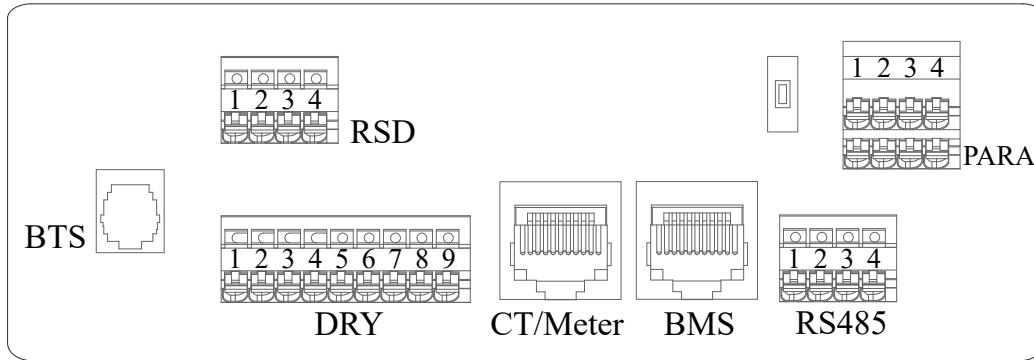 1 2 3 4
RSD
1 2 3 4
PARA
BTS
1 2 3 4 5 6 7 8 9
DRY
CT/Meter
BMS
1 2 3 4
RS485